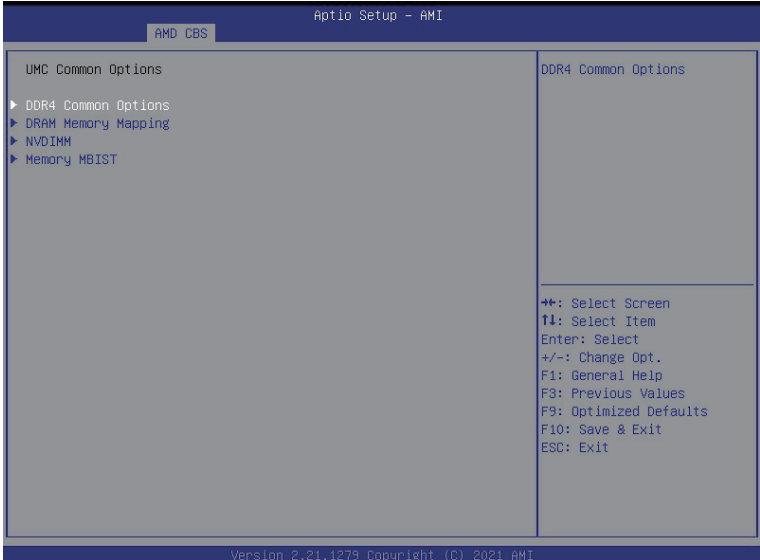 Aptio Setup – AMI
AMD CBS
UMC Common Options
DDR4 Common Options
DRAM Memory Mapping
NVDIMM
Memory MBIST
DDR4 Common Options
→←: Select Screen
↑↓: Select Item
Enter: Select
+/-: Change Opt.
F1: General Help
F3: Previous Values
F9: Optimized Defaults
F10: Save & Exit
ESC: Exit
Version 2.21.1279 Copyright (C) 2021 AMI